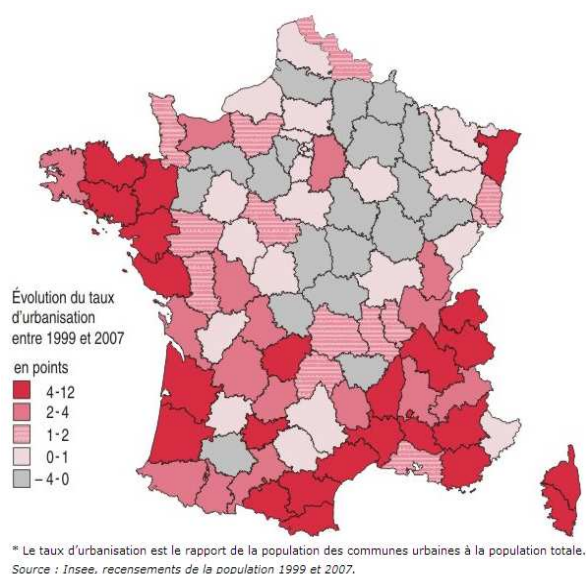 Évolution du taux
d'urbanisation
entre 1999 et 2007
en points
4-12
2-4
1-2
0-1
– 4-0
* Le taux d'urbanisation est le rapport de la population des communes urbaines à la population totale.
Source : Insee, recensements de la population 1999 et 2007.